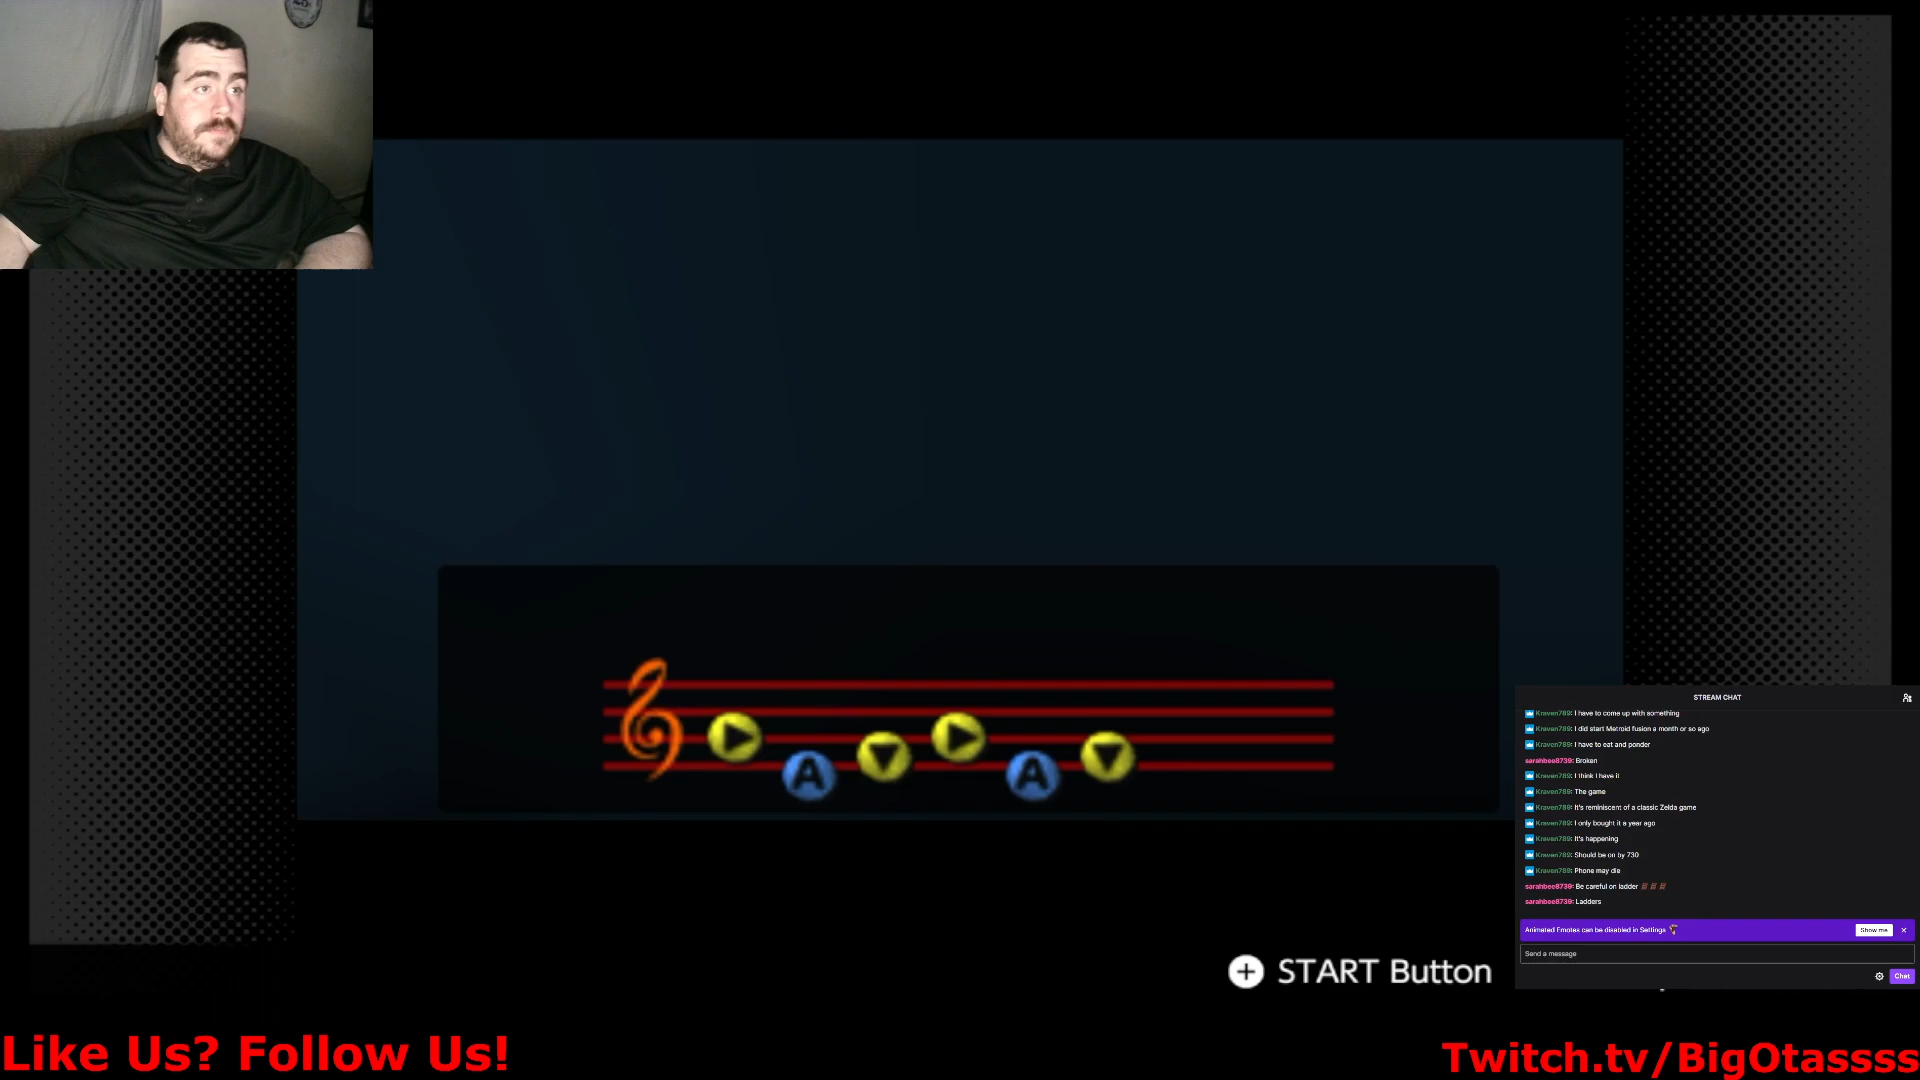 A
A
START Button
STREAM CHAT
Kraven789: I have to come up with something
Kraven789: I did start Metroid fusion a month or so ago
Kraven789: I have to eat and ponder
sarahbee8739: Broken
Kraven789: I think I have it
Kraven789: The game
Kraven789: It's reminiscent of a classic Zelda game
Kraven789: I only bought it a year ago
Kraven789: It's happening
Kraven789: Should be on by 730
Kraven789: Phone may die
sarahbee8739: Be careful on ladder
sarahbee8739: Ladders
Animated Emotes can be disabled in Settings
Show me
Send a message
Chat
Like Us? Follow Us!
Twitch.tv/BigOtassss